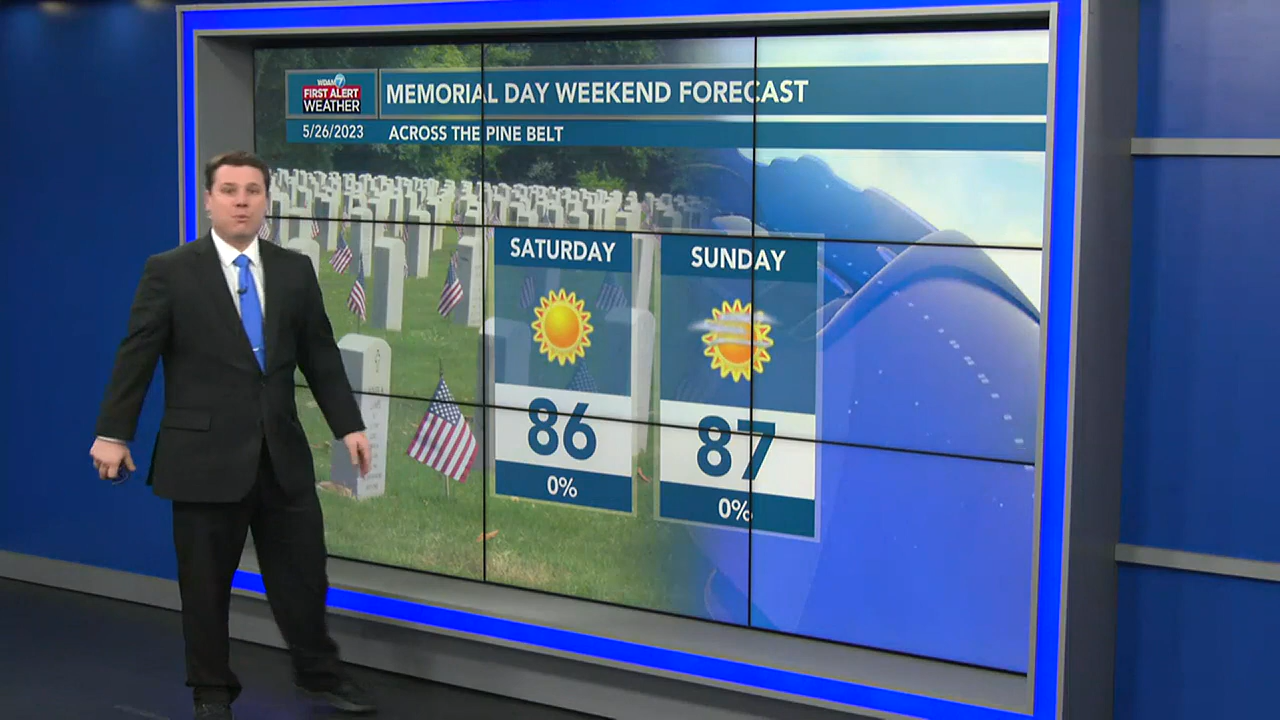 WDAM 7
FIRST ALERT
WEATHER
MEMORIAL DAY WEEKEND FORECAST
5/26/2023
ACROSS THE PINE BELT
SATURDAY
SUNDAY
86
87
0%
0%